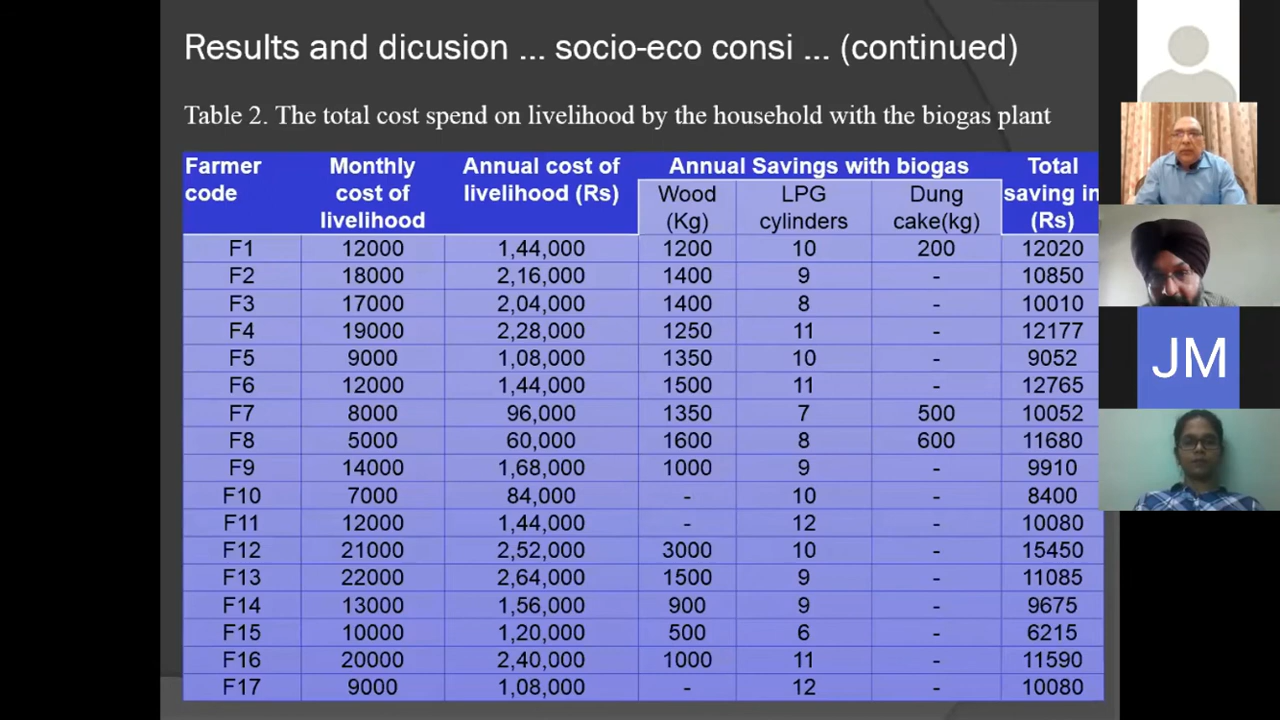 Results and dicusion ... socio-eco consi ... (continued)
Table 2. The total cost spend on livelihood by the household with the biogas plant
Farmer code Monthly cost of livelihood Annual cost of livelihood (Rs) Annual Savings with biogas Total saving in (Rs)
Wood (Kg) LPG cylinders Dung cake(kg)
F1 12000 1,44,000 1200 10 200 12020
F2 18000 2,16,000 1400 9 - 10850
F3 17000 2,04,000 1400 8 - 10010
F4 19000 2,28,000 1250 11 - 12177
F5 9000 1,08,000 1350 10 - 9052
F6 12000 1,44,000 1500 11 - 12765
F7 8000 96,000 1350 7 500 10052
F8 5000 60,000 1600 8 600 11680
F9 14000 1,68,000 1000 9 - 9910
F10 7000 84,000 - 10 - 8400
F11 12000 1,44,000 - 12 - 10080
F12 21000 2,52,000 3000 10 - 15450
F13 22000 2,64,000 1500 9 - 11085
F14 13000 1,56,000 900 9 - 9675
F15 10000 1,20,000 500 6 - 6215
F16 20000 2,40,000 1000 11 - 11590
F17 9000 1,08,000 - 12 - 10080
JM